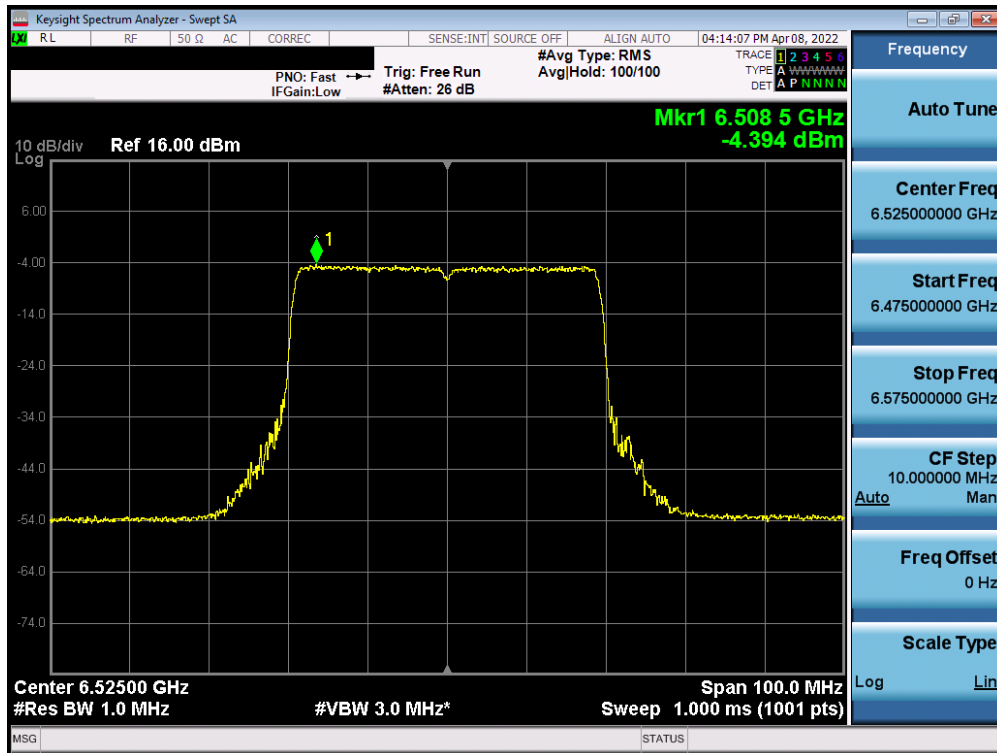 Keysight Spectrum Analyzer - Swept SA
LXI RL RF 50 Ω AC CORREC SENSE:INT SOURCE OFF ALIGN AUTO 04:14:07 PM Apr 08, 2022
PNO: Fast
IFGain:Low
Trig: Free Run
#Atten: 26 dB
#Avg Type: RMS
Avg|Hold: 100/100
TRACE 1 2 3 4 5 6
TYPE A WWWWW
DET A P N N N N
Mkr1 6.508 5 GHz
-4.394 dBm
10 dB/div Ref 16.00 dBm
Log
1
6.00
-4.00
-14.0
-24.0
-34.0
-44.0
-54.0
-64.0
-74.0
Center 6.52500 GHz Span 100.0 MHz
#Res BW 1.0 MHz #VBW 3.0 MHz* Sweep 1.000 ms (1001 pts)
MSG STATUS
Frequency
Auto Tune
Center Freq
6.525000000 GHz
Start Freq
6.475000000 GHz
Stop Freq
6.575000000 GHz
CF Step
10.000000 MHz
Auto Man
Freq Offset
0 Hz
Scale Type
Log Lin